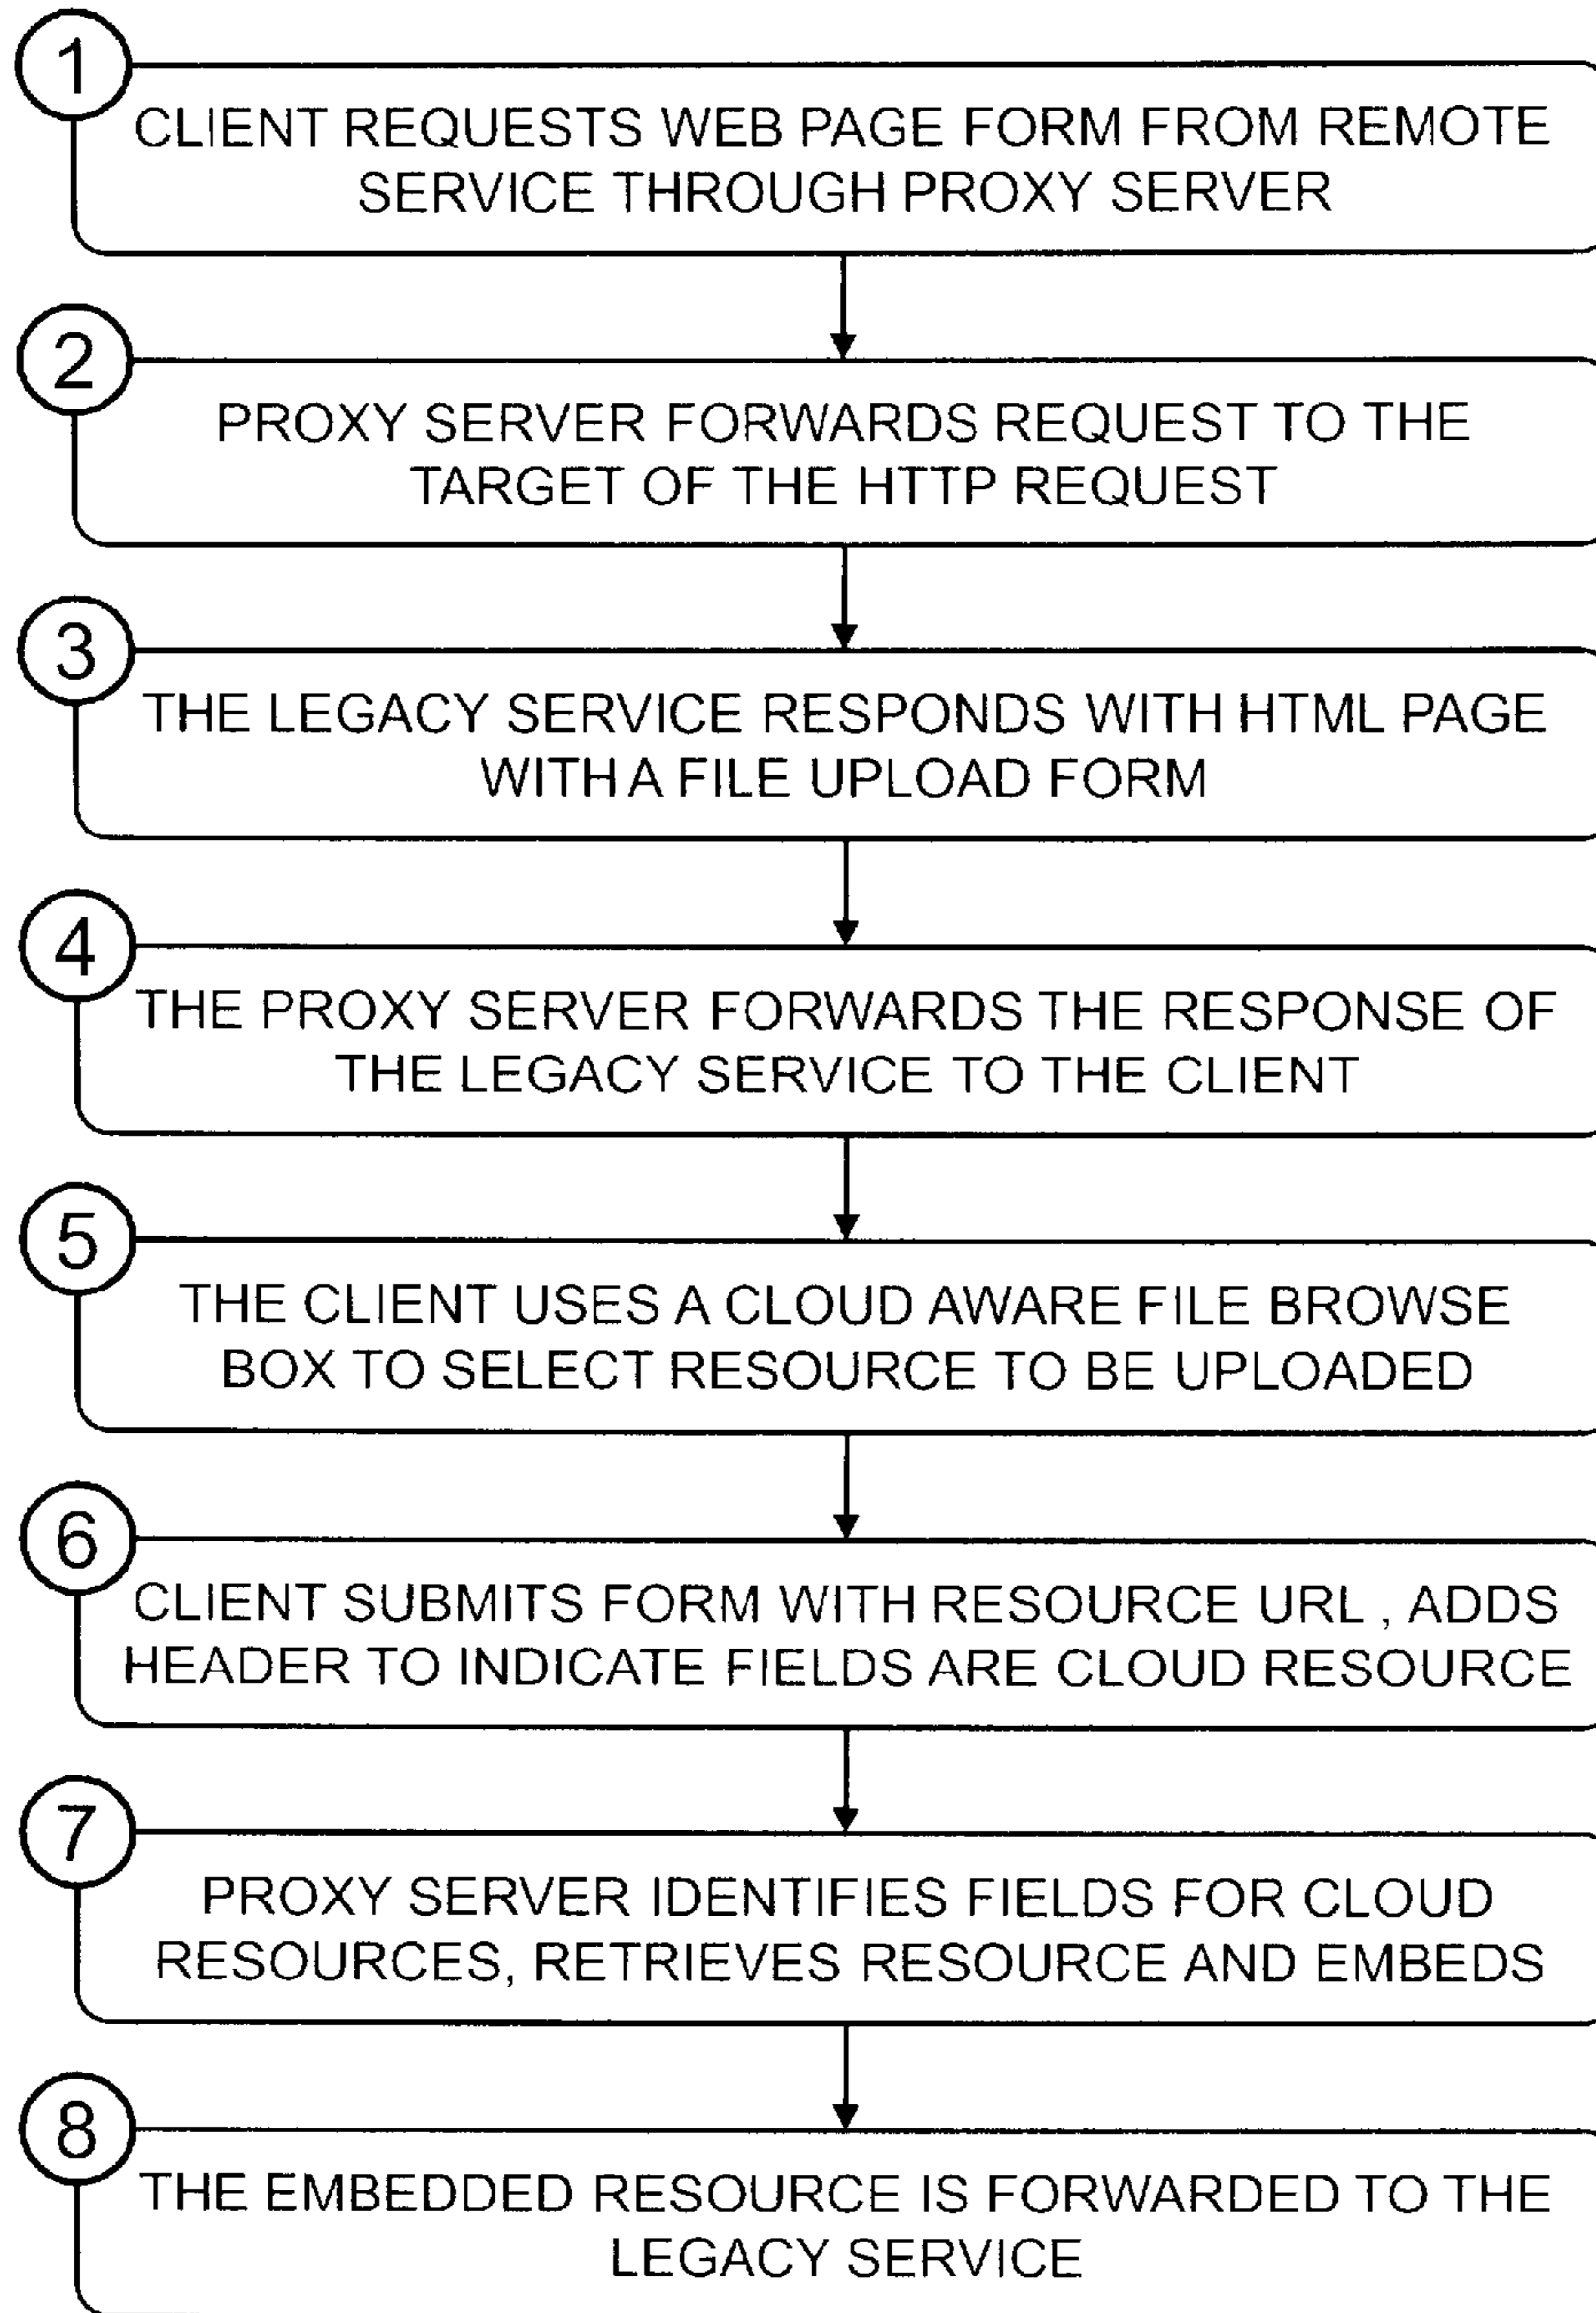 1
CLIENT REQUESTS WEB PAGE FORM FROM REMOTE
SERVICE THROUGH PROXY SERVER
2
PROXY SERVER FORWARDS REQUEST TO THE
TARGET OF THE HTTP REQUEST
3
THE LEGACY SERVICE RESPONDS WITH HTML PAGE
WITH A FILE UPLOAD FORM
4
THE PROXY SERVER FORWARDS THE RESPONSE OF
THE LEGACY SERVICE TO THE CLIENT
5
THE CLIENT USES A CLOUD AWARE FILE BROWSE
BOX TO SELECT RESOURCE TO BE UPLOADED
6
CLIENT SUBMITS FORM WITH RESOURCE URL , ADDS
HEADER TO INDICATE FIELDS ARE CLOUD RESOURCE
7
PROXY SERVER IDENTIFIES FIELDS FOR CLOUD
RESOURCES, RETRIEVES RESOURCE AND EMBEDS
8
THE EMBEDDED RESOURCE IS FORWARDED TO THE
LEGACY SERVICE